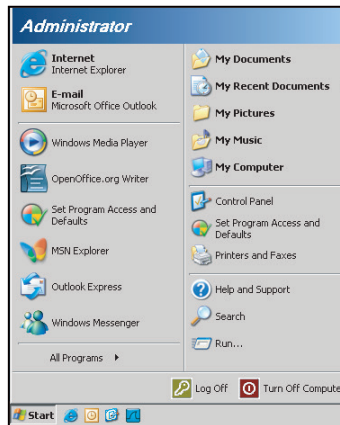 Administrator
Internet
Internet Explorer
E-mail
Microsoft Office Outlook
Windows Media Player
OpenOffice.org Writer
Set Program Access and
Defaults
MSN Explorer
Outlook Express
Windows Messenger
All Programs
My Documents
My Recent Documents
My Pictures
My Music
My Computer
Control Panel
Set Program Access and
Defaults
Printers and Faxes
Help and Support
Search
Run...
Log Off
Turn Off Compute
Start